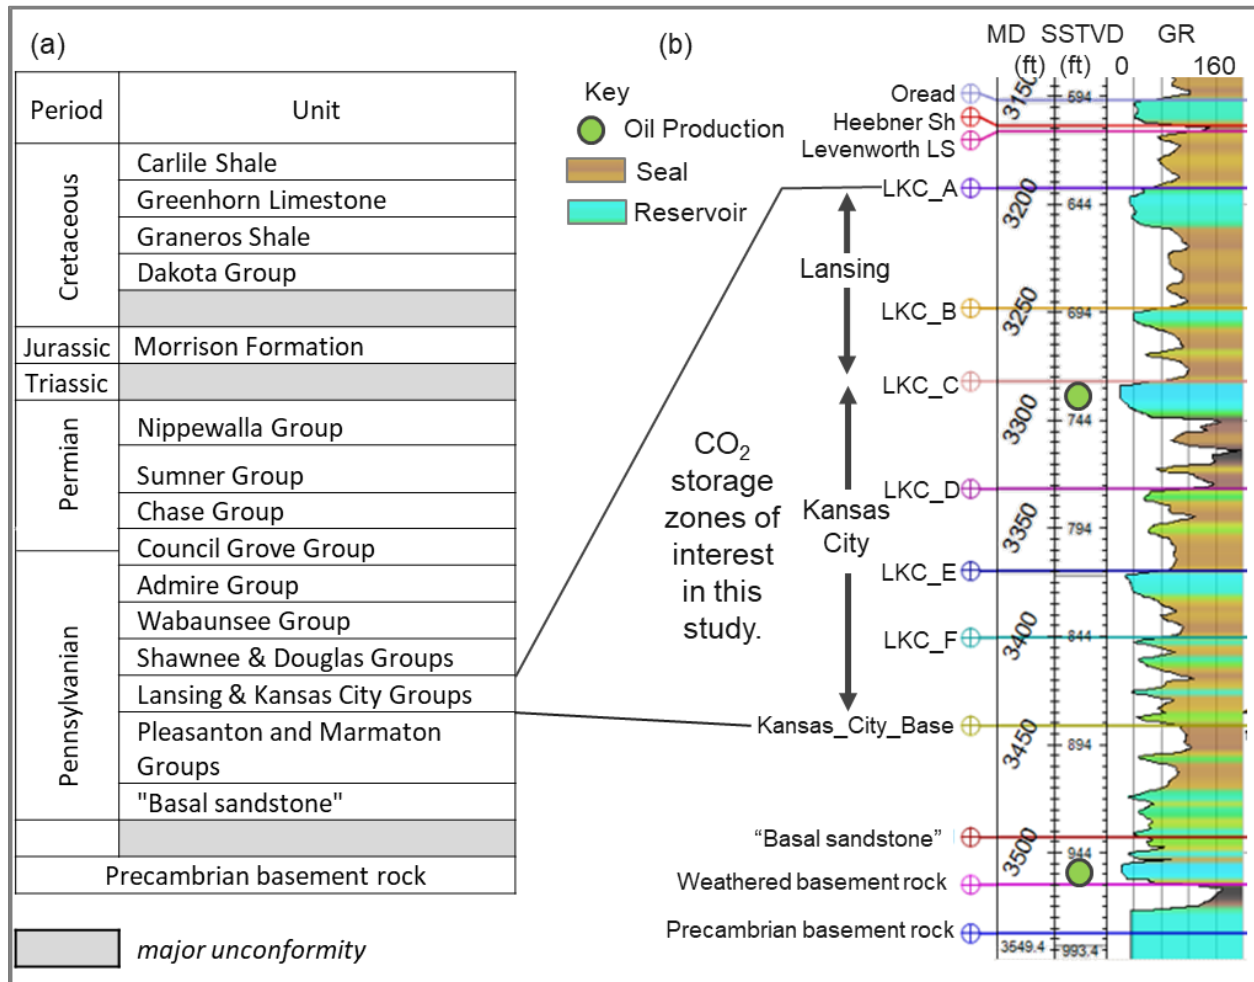 (a)
Period
Unit
Cretaceous
Carlile Shale
Greenhorn Limestone
Graneros Shale
Dakota Group
Jurassic
Morrison Formation
Triassic
Permian
Nippewalla Group
Sumner Group
Chase Group
Council Grove Group
Pennsylvanian
Admire Group
Wabaunsee Group
Shawnee & Douglas Groups
Lansing & Kansas City Groups
Pleasanton and Marmaton
Groups
"Basal sandstone"
Precambrian basement rock
major unconformity
(b)
Key
Oil Production
Seal
Reservoir
CO2
storage
zones of
interest
in this
study.
Lansing
Kansas
City
MD
(ft)
SSTVD
(ft)
GR
0
160
Oread
Heebner Sh
Levenworth LS
LKC_A
LKC_B
LKC_C
LKC_D
LKC_E
LKC_F
Kansas_City_Base
“Basal sandstone”
Weathered basement rock
Precambrian basement rock
3150
3200
3250
3300
3350
3400
3450
3500
3549.4
594
644
694
744
794
844
894
944
993.4